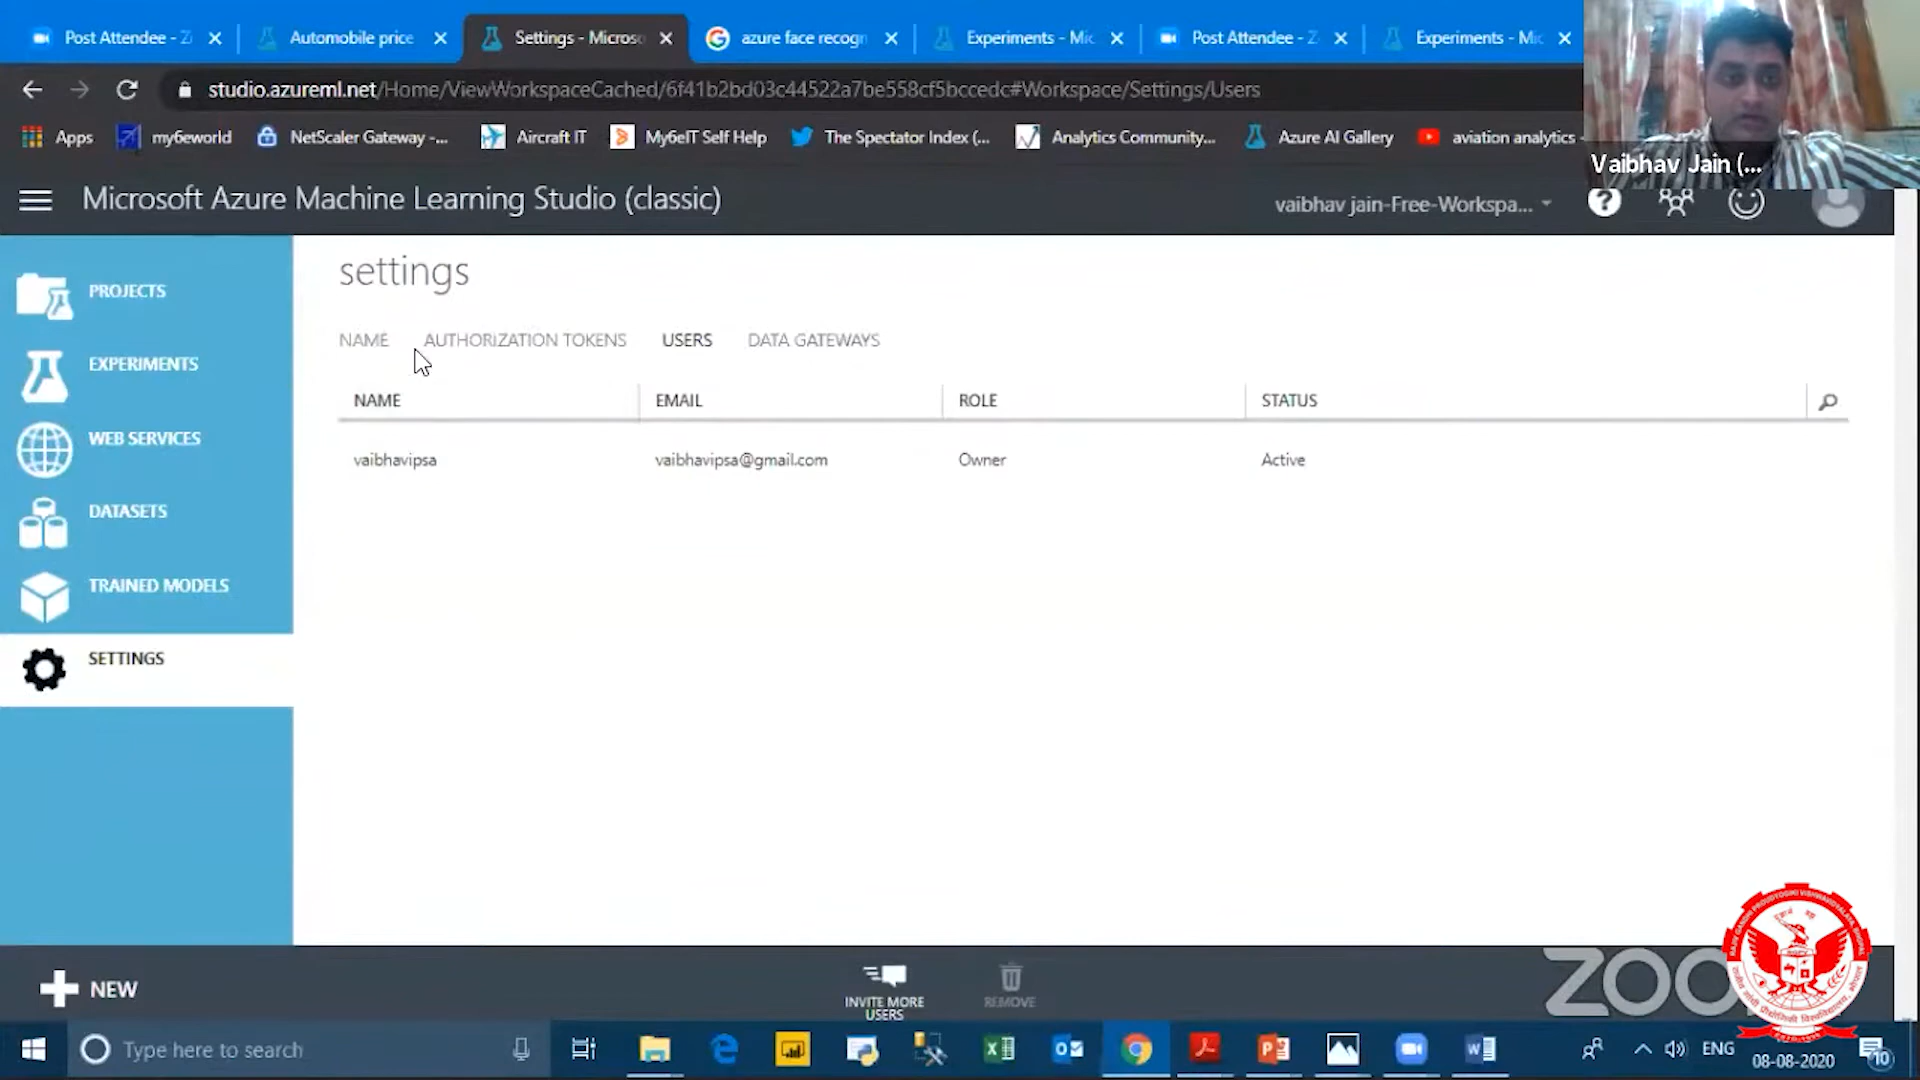 Post Attendee - Z
Automobile price
Settings - Microso
azure face recogn
Experiments - Mic
Post Attendee - Z
Experiments - Mic
studio.azureml.net/Home/ViewWorkspaceCached/6f41b2bd03c44522a7be558cf5bccedc#Workspace/Settings/Users
Apps
my6eworld
NetScaler Gateway -...
Aircraft IT
My6eIT Self Help
The Spectator Index (...
Analytics Community...
Azure AI Gallery
aviation analytics -
Vaibhav Jain (...
Microsoft Azure Machine Learning Studio (classic)
vaibhav jain-Free-Workspa...
PROJECTS
EXPERIMENTS
WEB SERVICES
DATASETS
TRAINED MODELS
SETTINGS
settings
NAME AUTHORIZATION TOKENS USERS DATA GATEWAYS
NAME EMAIL ROLE STATUS
vaibhavipsa vaibhavipsa@gmail.com Owner Active
NEW
INVITE MORE
USERS
REMOVE
ZOO
Type here to search
ENG
08-08-2020
10